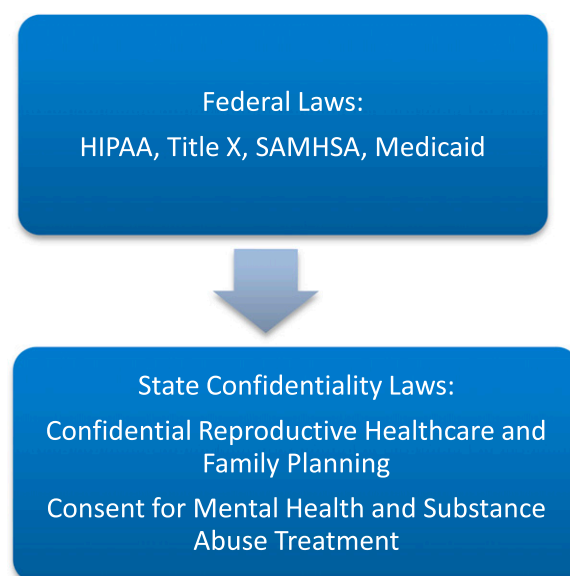 Federal Laws:
HIPAA, Title X, SAMHSA, Medicaid
State Confidentiality Laws:
Confidential Reproductive Healthcare and
Family Planning
Consent for Mental Health and Substance
Abuse Treatment